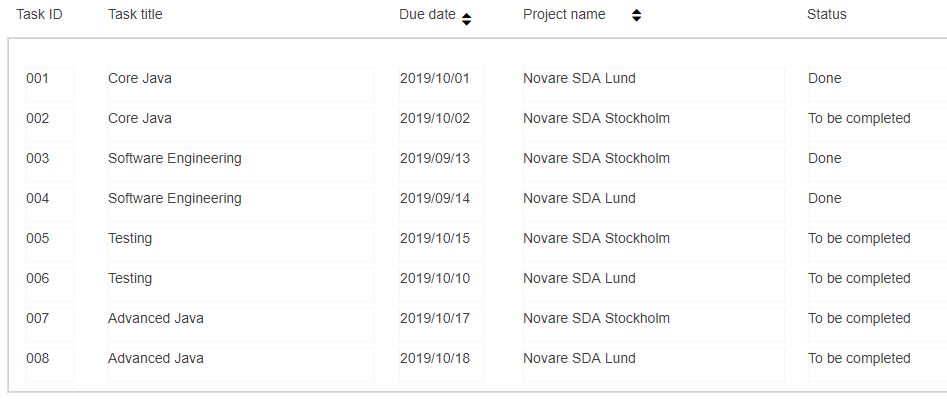 Task ID Task title Due date Project name Status
001 Core Java 2019/10/01 Novare SDA Lund Done
002 Core Java 2019/10/02 Novare SDA Stockholm To be completed
003 Software Engineering 2019/09/13 Novare SDA Stockholm Done
004 Software Engineering 2019/09/14 Novare SDA Lund Done
005 Testing 2019/10/15 Novare SDA Stockholm To be completed
006 Testing 2019/10/10 Novare SDA Lund To be completed
007 Advanced Java 2019/10/17 Novare SDA Stockholm To be completed
008 Advanced Java 2019/10/18 Novare SDA Lund To be completed